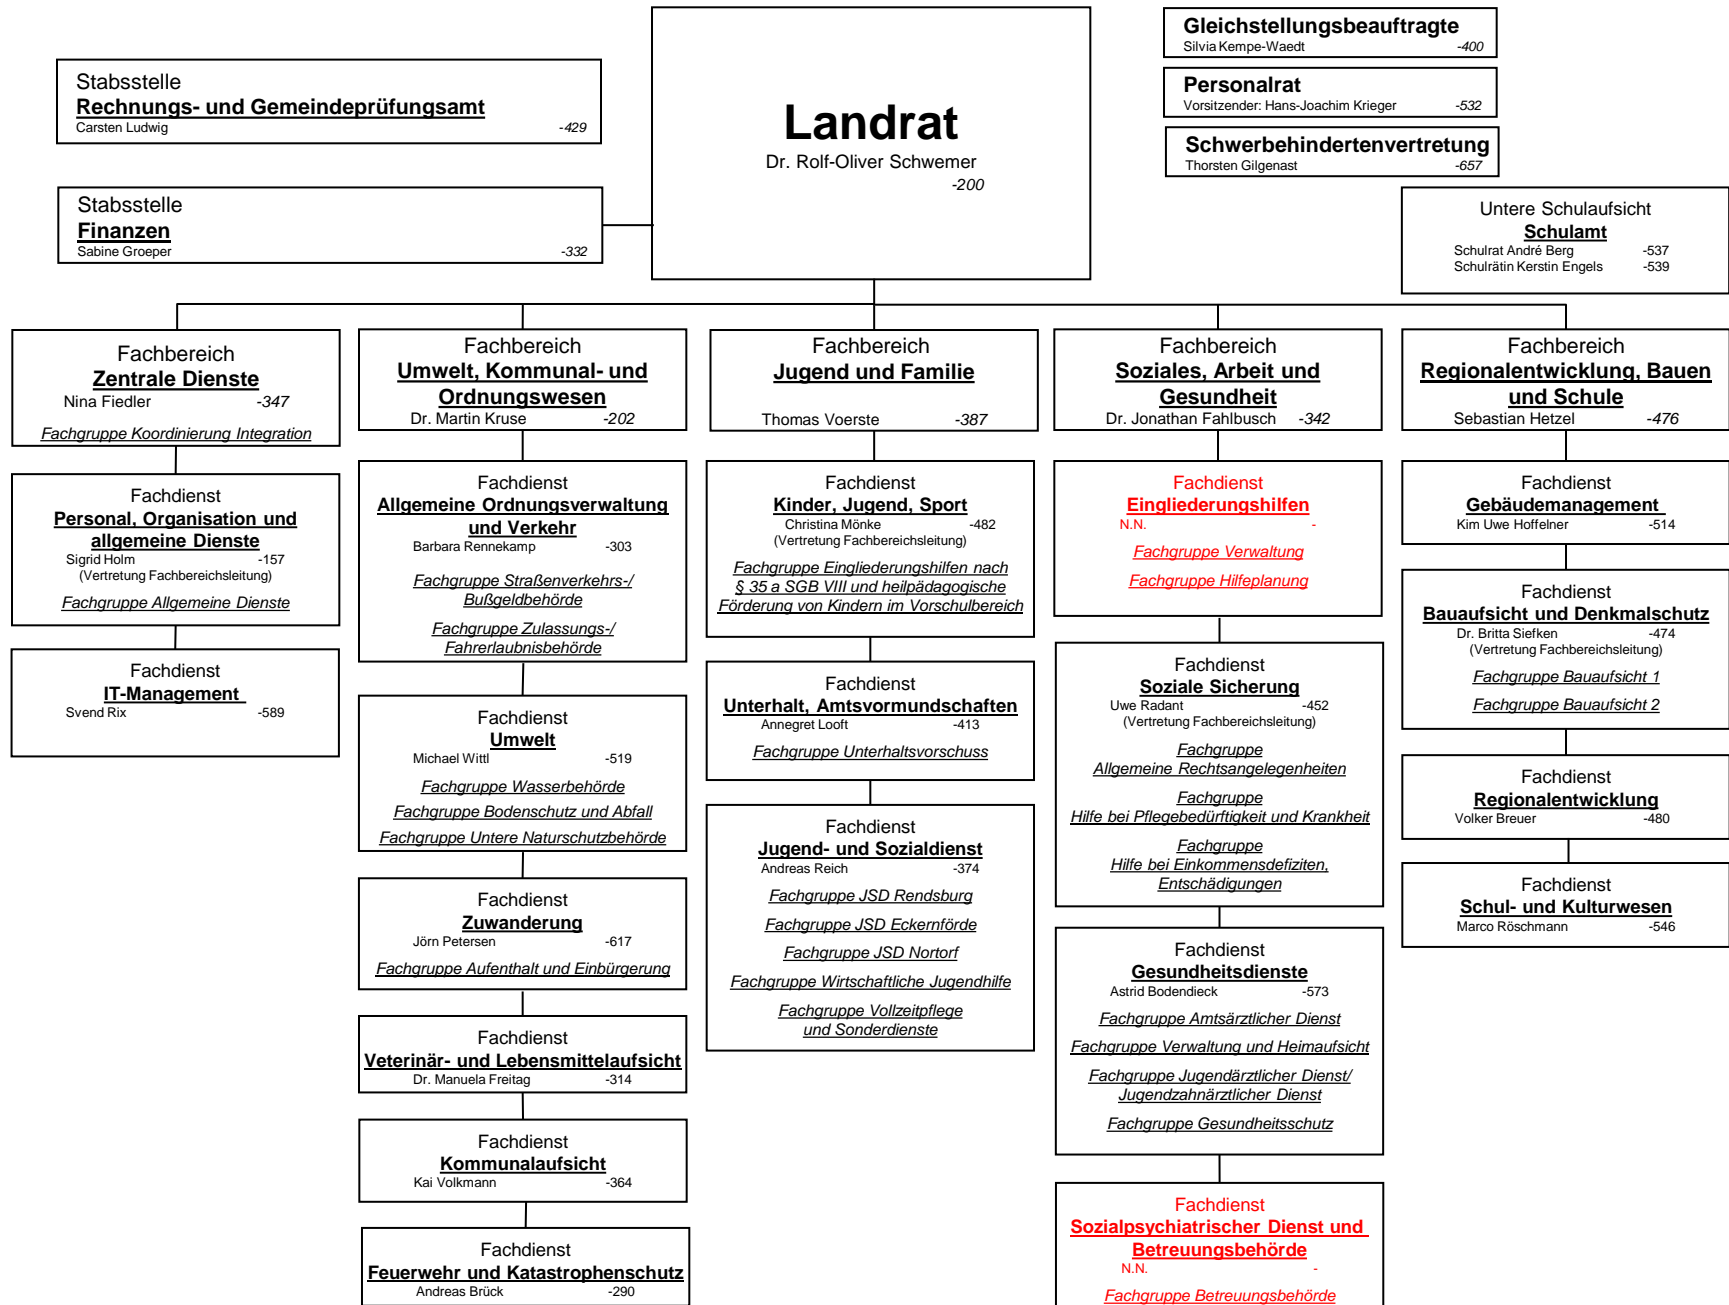 Stabsstelle
Rechnungs- und Gemeindeprüfungsamt
Carsten Ludwig -429
Stabsstelle
Finanzen
Sabine Groeper -332
Landrat
Dr. Rolf-Oliver Schwemer
-200
Gleichstellungsbeauftragte
Silvia Kempe-Waedt -400
Personalrat
Vorsitzender: Hans-Joachim Krieger -532
Schwerbehindertenvertretung
Thorsten Gilgenast -657
Untere Schulaufsicht
Schulamt
Schulrat André Berg -537
Schulrätin Kerstin Engels -539
Fachbereich
Zentrale Dienste
Nina Fiedler -347
Fachgruppe Koordinierung Integration
Fachdienst
Personal, Organisation und
allgemeine Dienste
Sigrid Holm -157
(Vertretung Fachbereichsleitung)
Fachgruppe Allgemeine Dienste
Fachdienst
IT-Management
Svend Rix -589
Fachbereich
Umwelt, Kommunal- und
Ordnungswesen
Dr. Martin Kruse -202
Fachdienst
Allgemeine Ordnungsverwaltung
und Verkehr
Barbara Rennekamp -303
Fachgruppe Straßenverkehrs-/
Bußgeldbehörde
Fachgruppe Zulassungs-/
Fahrerlaubnisbehörde
Fachdienst
Umwelt
Michael Wittl -519
Fachgruppe Wasserbehörde
Fachgruppe Bodenschutz und Abfall
Fachgruppe Untere Naturschutzbehörde
Fachdienst
Zuwanderung
Jörn Petersen -617
Fachgruppe Aufenthalt und Einbürgerung
Fachdienst
Veterinär- und Lebensmittelaufsicht
Dr. Manuela Freitag -314
Fachdienst
Kommunalaufsicht
Kai Volkmann -364
Fachdienst
Feuerwehr und Katastrophenschutz
Andreas Brück -290
Fachbereich
Jugend und Familie
Thomas Voerste -387
Fachdienst
Kinder, Jugend, Sport
Christina Mönke -482
(Vertretung Fachbereichsleitung)
Fachgruppe Eingliederungshilfen nach
§ 35 a SGB VIII und heilpädagogische
Förderung von Kindern im Vorschulbereich
Fachdienst
Unterhalt, Amtsvormundschaften
Annegret Looft -413
Fachgruppe Unterhaltsvorschuss
Fachdienst
Jugend- und Sozialdienst
Andreas Reich -374
Fachgruppe JSD Rendsburg
Fachgruppe JSD Eckernförde
Fachgruppe JSD Nortorf
Fachgruppe Wirtschaftliche Jugendhilfe
Fachgruppe Vollzeitpflege
und Sonderdienste
Fachbereich
Soziales, Arbeit und
Gesundheit
Dr. Jonathan Fahlbusch -342
Fachdienst
Eingliederungshilfen
N.N. -
Fachgruppe Verwaltung
Fachgruppe Hilfeplanung
Fachdienst
Soziale Sicherung
Uwe Radant -452
(Vertretung Fachbereichsleitung)
Fachgruppe
Allgemeine Rechtsangelegenheiten
Fachgruppe
Hilfe bei Pflegebedürftigkeit und Krankheit
Fachgruppe
Hilfe bei Einkommensdefiziten,
Entschädigungen
Fachdienst
Gesundheitsdienste
Astrid Bodendieck -573
Fachgruppe Amtsärztlicher Dienst
Fachgruppe Verwaltung und Heimaufsicht
Fachgruppe Jugendärztlicher Dienst/
Jugendzahnärztlicher Dienst
Fachgruppe Gesundheitsschutz
Fachdienst
Sozialpsychiatrischer Dienst und
Betreuungsbehörde
N.N. -
Fachgruppe Betreuungsbehörde
Fachbereich
Regionalentwicklung, Bauen
und Schule
Sebastian Hetzel -476
Fachdienst
Gebäudemanagement
Kim Uwe Hoffelner -514
Fachdienst
Bauaufsicht und Denkmalschutz
Dr. Britta Siefken -474
(Vertretung Fachbereichsleitung)
Fachgruppe Bauaufsicht 1
Fachgruppe Bauaufsicht 2
Fachdienst
Regionalentwicklung
Volker Breuer -480
Fachdienst
Schul- und Kulturwesen
Marco Röschmann -546